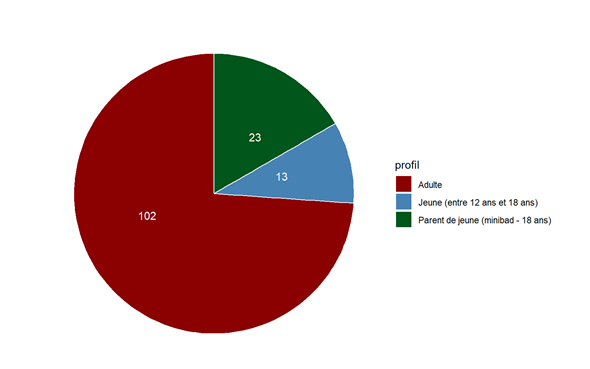 23
13
102
profil
Adulte
Jeune (entre 12 ans et 18 ans)
Parent de jeune (minibad - 18 ans)